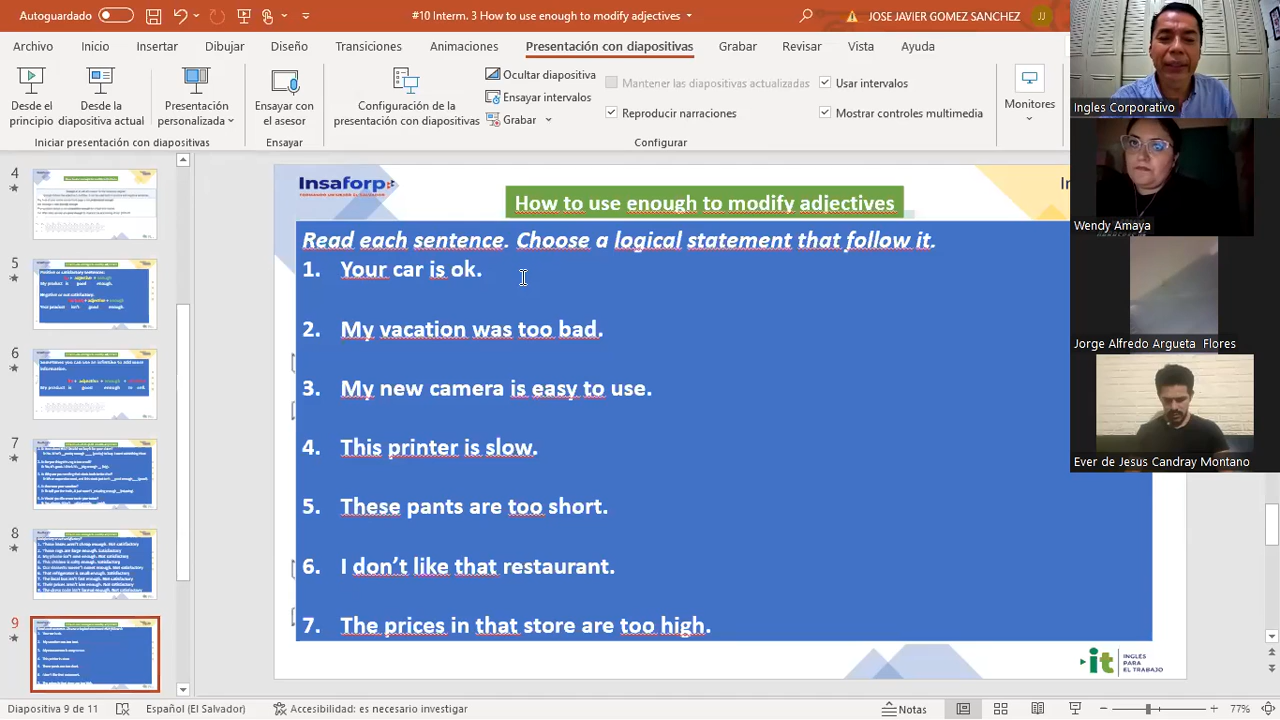 Autoguardado
#10 Interm. 3 How to use enough to modify adjectives
JOSE JAVIER GOMEZ SANCHEZ
JJ
Archivo
Inicio
Insertar
Dibujar
Diseño
Transiciones
Animaciones
Presentación con diapositivas
Grabar
Revisar
Vista
Ayuda
Desde el principio
Desde la diapositiva actual
Presentación personalizada
Ensayar con el asesor
Configuración de la presentación con diapositivas
Ocultar diapositiva
Ensayar intervalos
Grabar
Mantener las diapositivas actualizadas
Reproducir narraciones
Usar intervalos
Mostrar controles multimedia
Monitores
Iniciar presentación con diapositivas
Ensayar
Configurar
Ingles Corporativo
Wendy Amaya
Jorge Alfredo Argueta Flores
Ever de Jesus Candray Montano
6
7
8
9
Insaforp
How to use enough to modify adjectives
Read each sentence. Choose a logical statement that follow it.
1. Your car is ok.
2. My vacation was too bad.
3. My new camera is easy to use.
4. This printer is slow.
5. These pants are too short.
6. I don’t like that restaurant.
7. The prices in that store are too high.
it
INGLÉS
PARA
EL TRABAJO
Diapositiva 9 de 11
Español (El Salvador)
Accesibilidad: es necesario investigar
Notas
77%